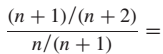 (n + 1)/(n + 2)
n/(n + 1)
=